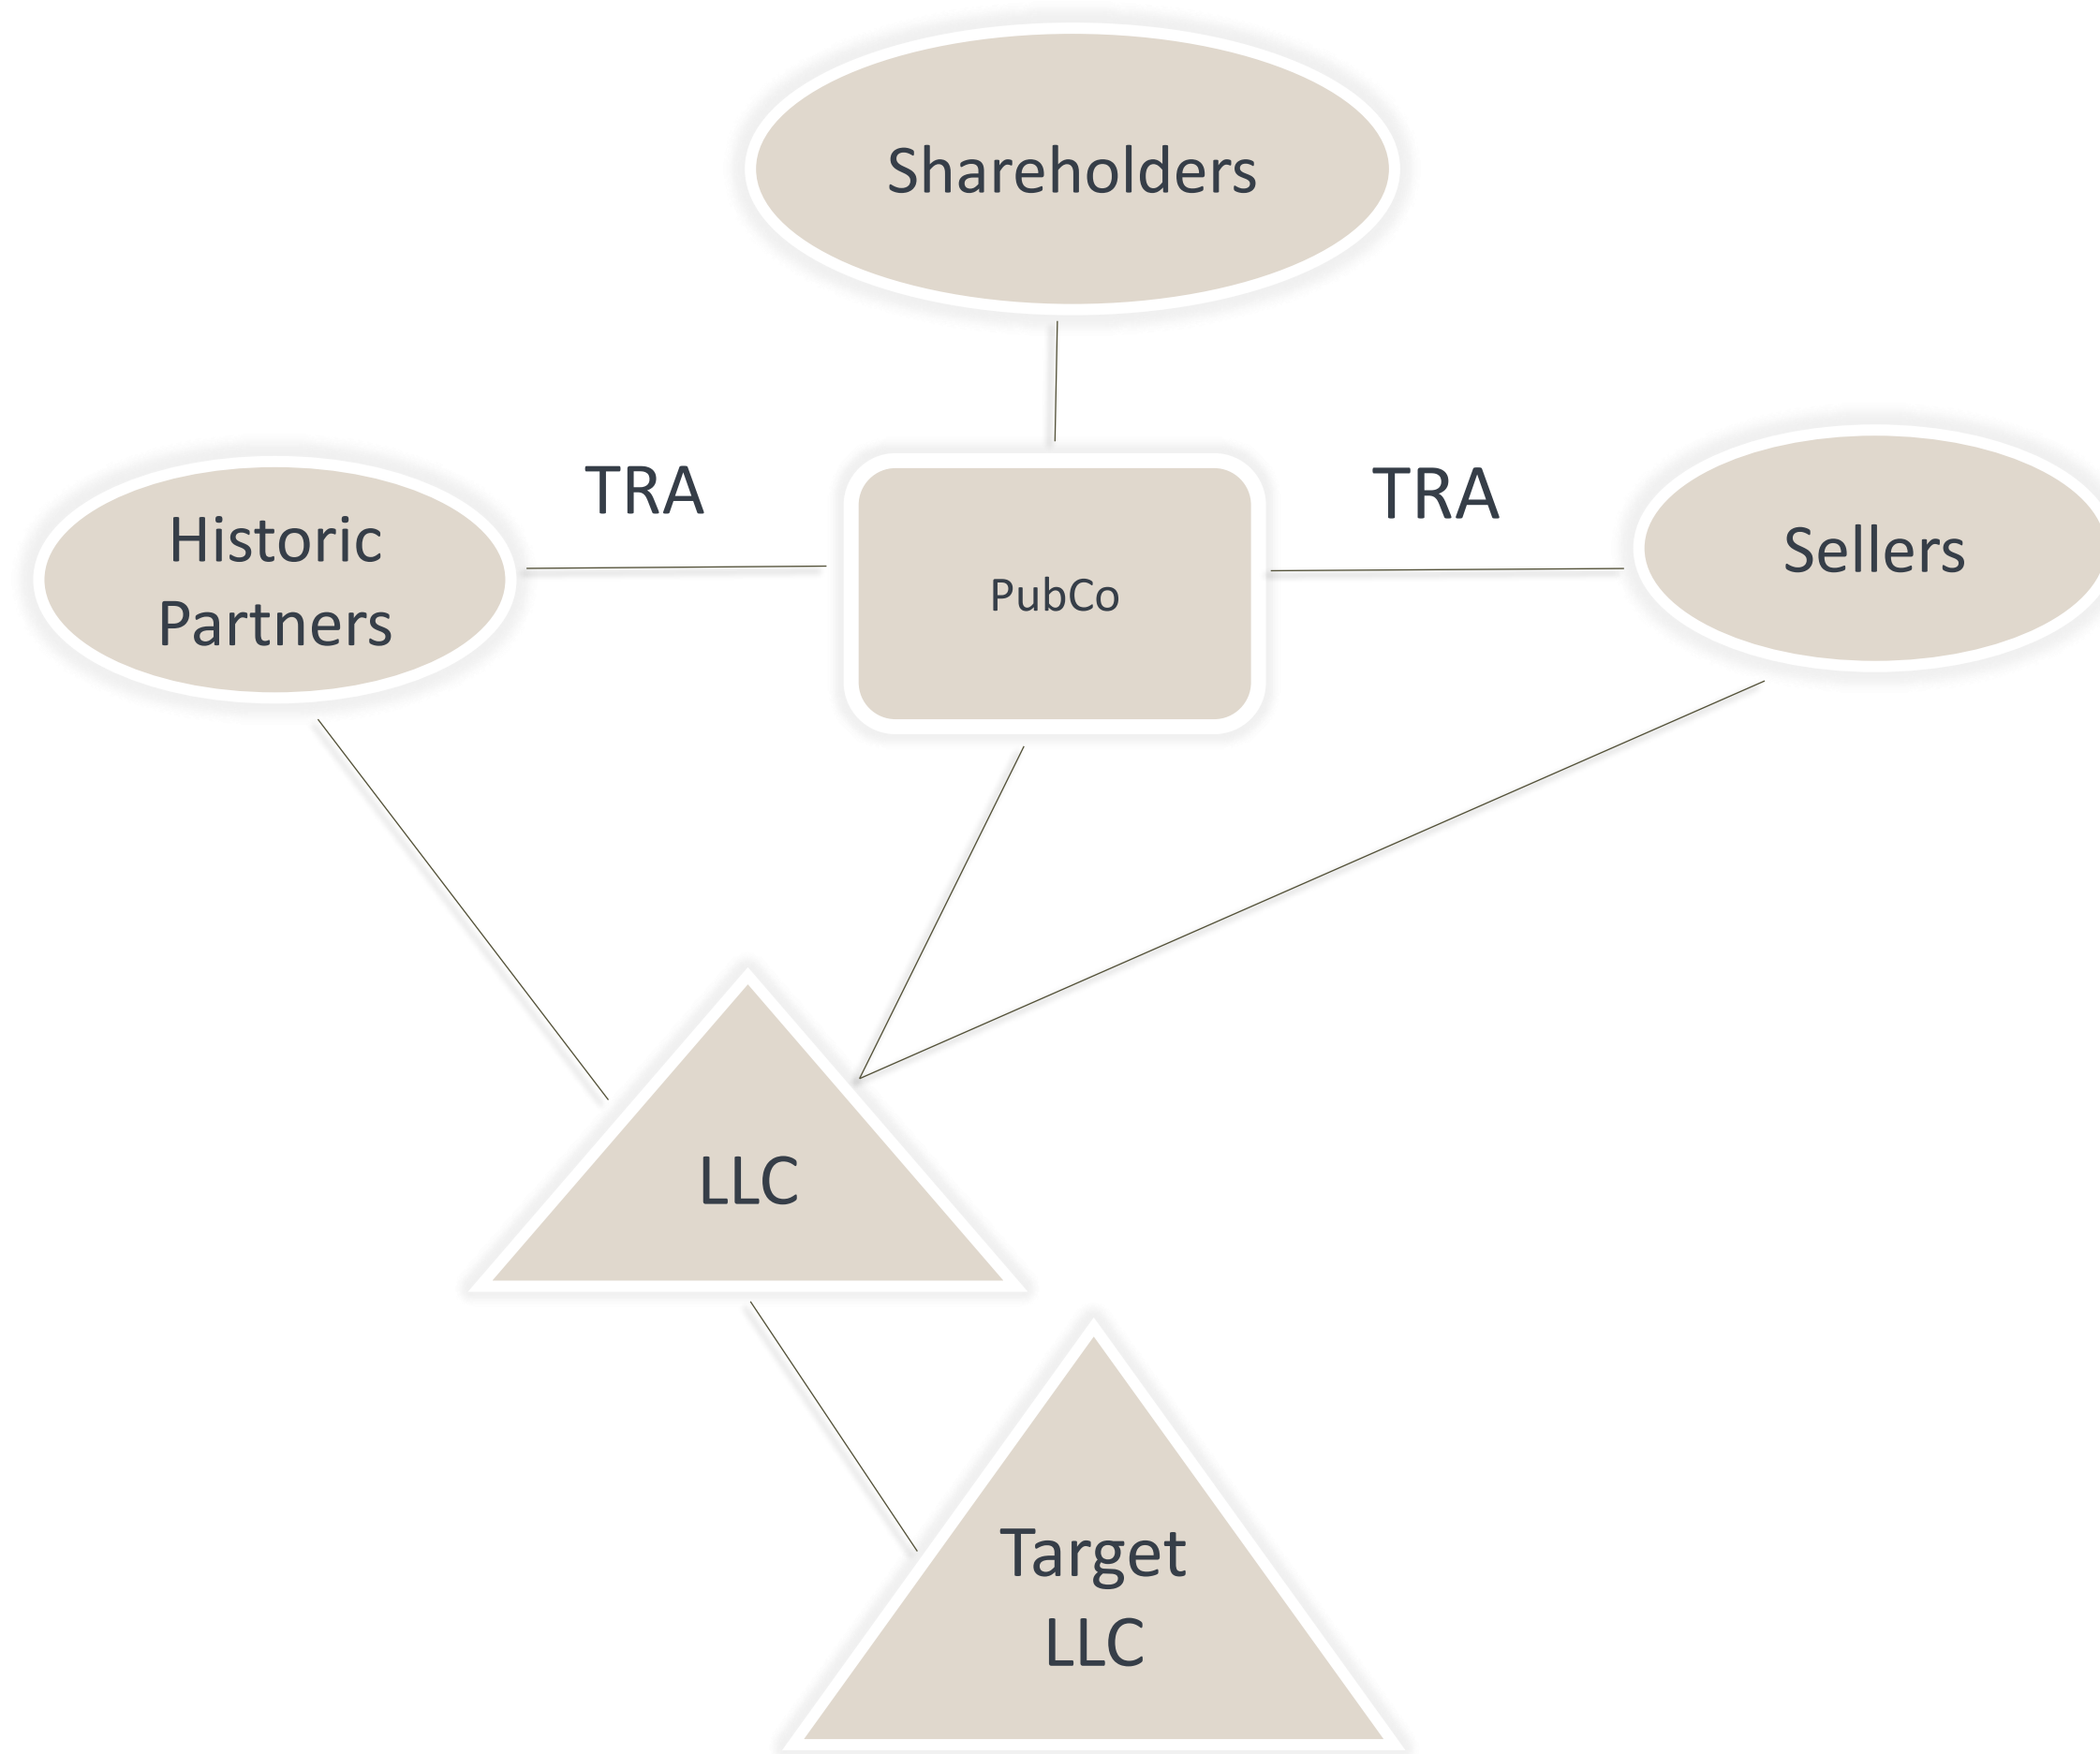 Shareholders
Historic
Partners
TRA
PubCo
TRA
Sellers
LLC
Target
LLC